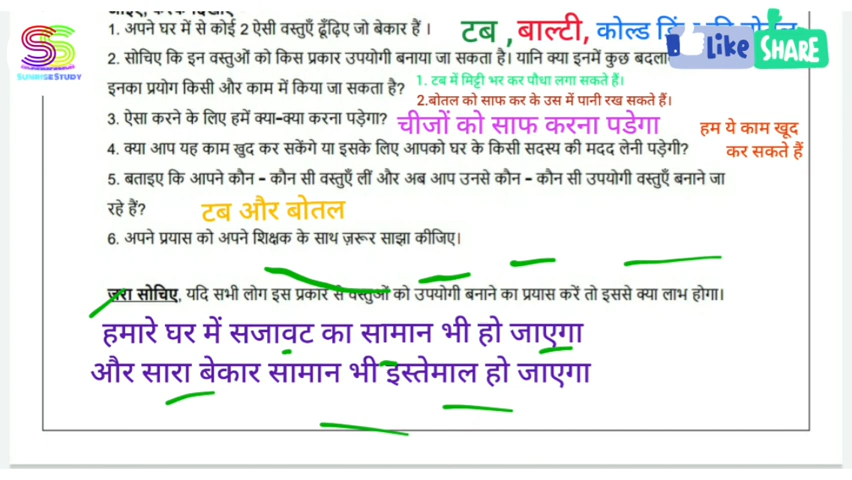 आइए, करके दिखाएँ -
1. अपने घर में से कोई 2 ऐसी वस्तुएँ ढूँढ़िए जो बेकार हैं । टब , बाल्टी, कोल्ड
Like SHARE
SUNRISE STUDY
2. सोचिए कि इन वस्तुओं को किस प्रकार उपयोगी बनाया जा सकता है। यानि क्या इनमें कुछ
इनका प्रयोग किसी और काम में किया जा सकता है? 1. टब में मिट्टी भर कर पौधा लगा सकते हैं।
2.बोतल को साफ कर के उस में पानी रख सकते हैं।
3. ऐसा करने के लिए हमें क्या-क्या करना पड़ेगा? चीजों को साफ करना पडेगा
हम ये काम खूद
कर सकते हैं
4. क्या आप यह काम खुद कर सकेंगे या इसके लिए आपको घर के किसी सदस्य की मदद लेनी पड़ेगी?
5. बताइए कि आपने कौन - कौन सी वस्तुएँ लीं और अब आप उनसे कौन - कौन सी उपयोगी वस्तुएँ बनाने जा
रहे हैं? टब और बोतल
6. अपने प्रयास को अपने शिक्षक के साथ ज़रूर साझा कीजिए।
ज़रा सोचिए, यदि सभी लोग इस प्रकार से वस्तुओं को उपयोगी बनाने का प्रयास करें तो इससे क्या लाभ होगा।
हमारे घर में सजावट का सामान भी हो जाएगा
और सारा बेकार सामान भी इस्तेमाल हो जाएगा